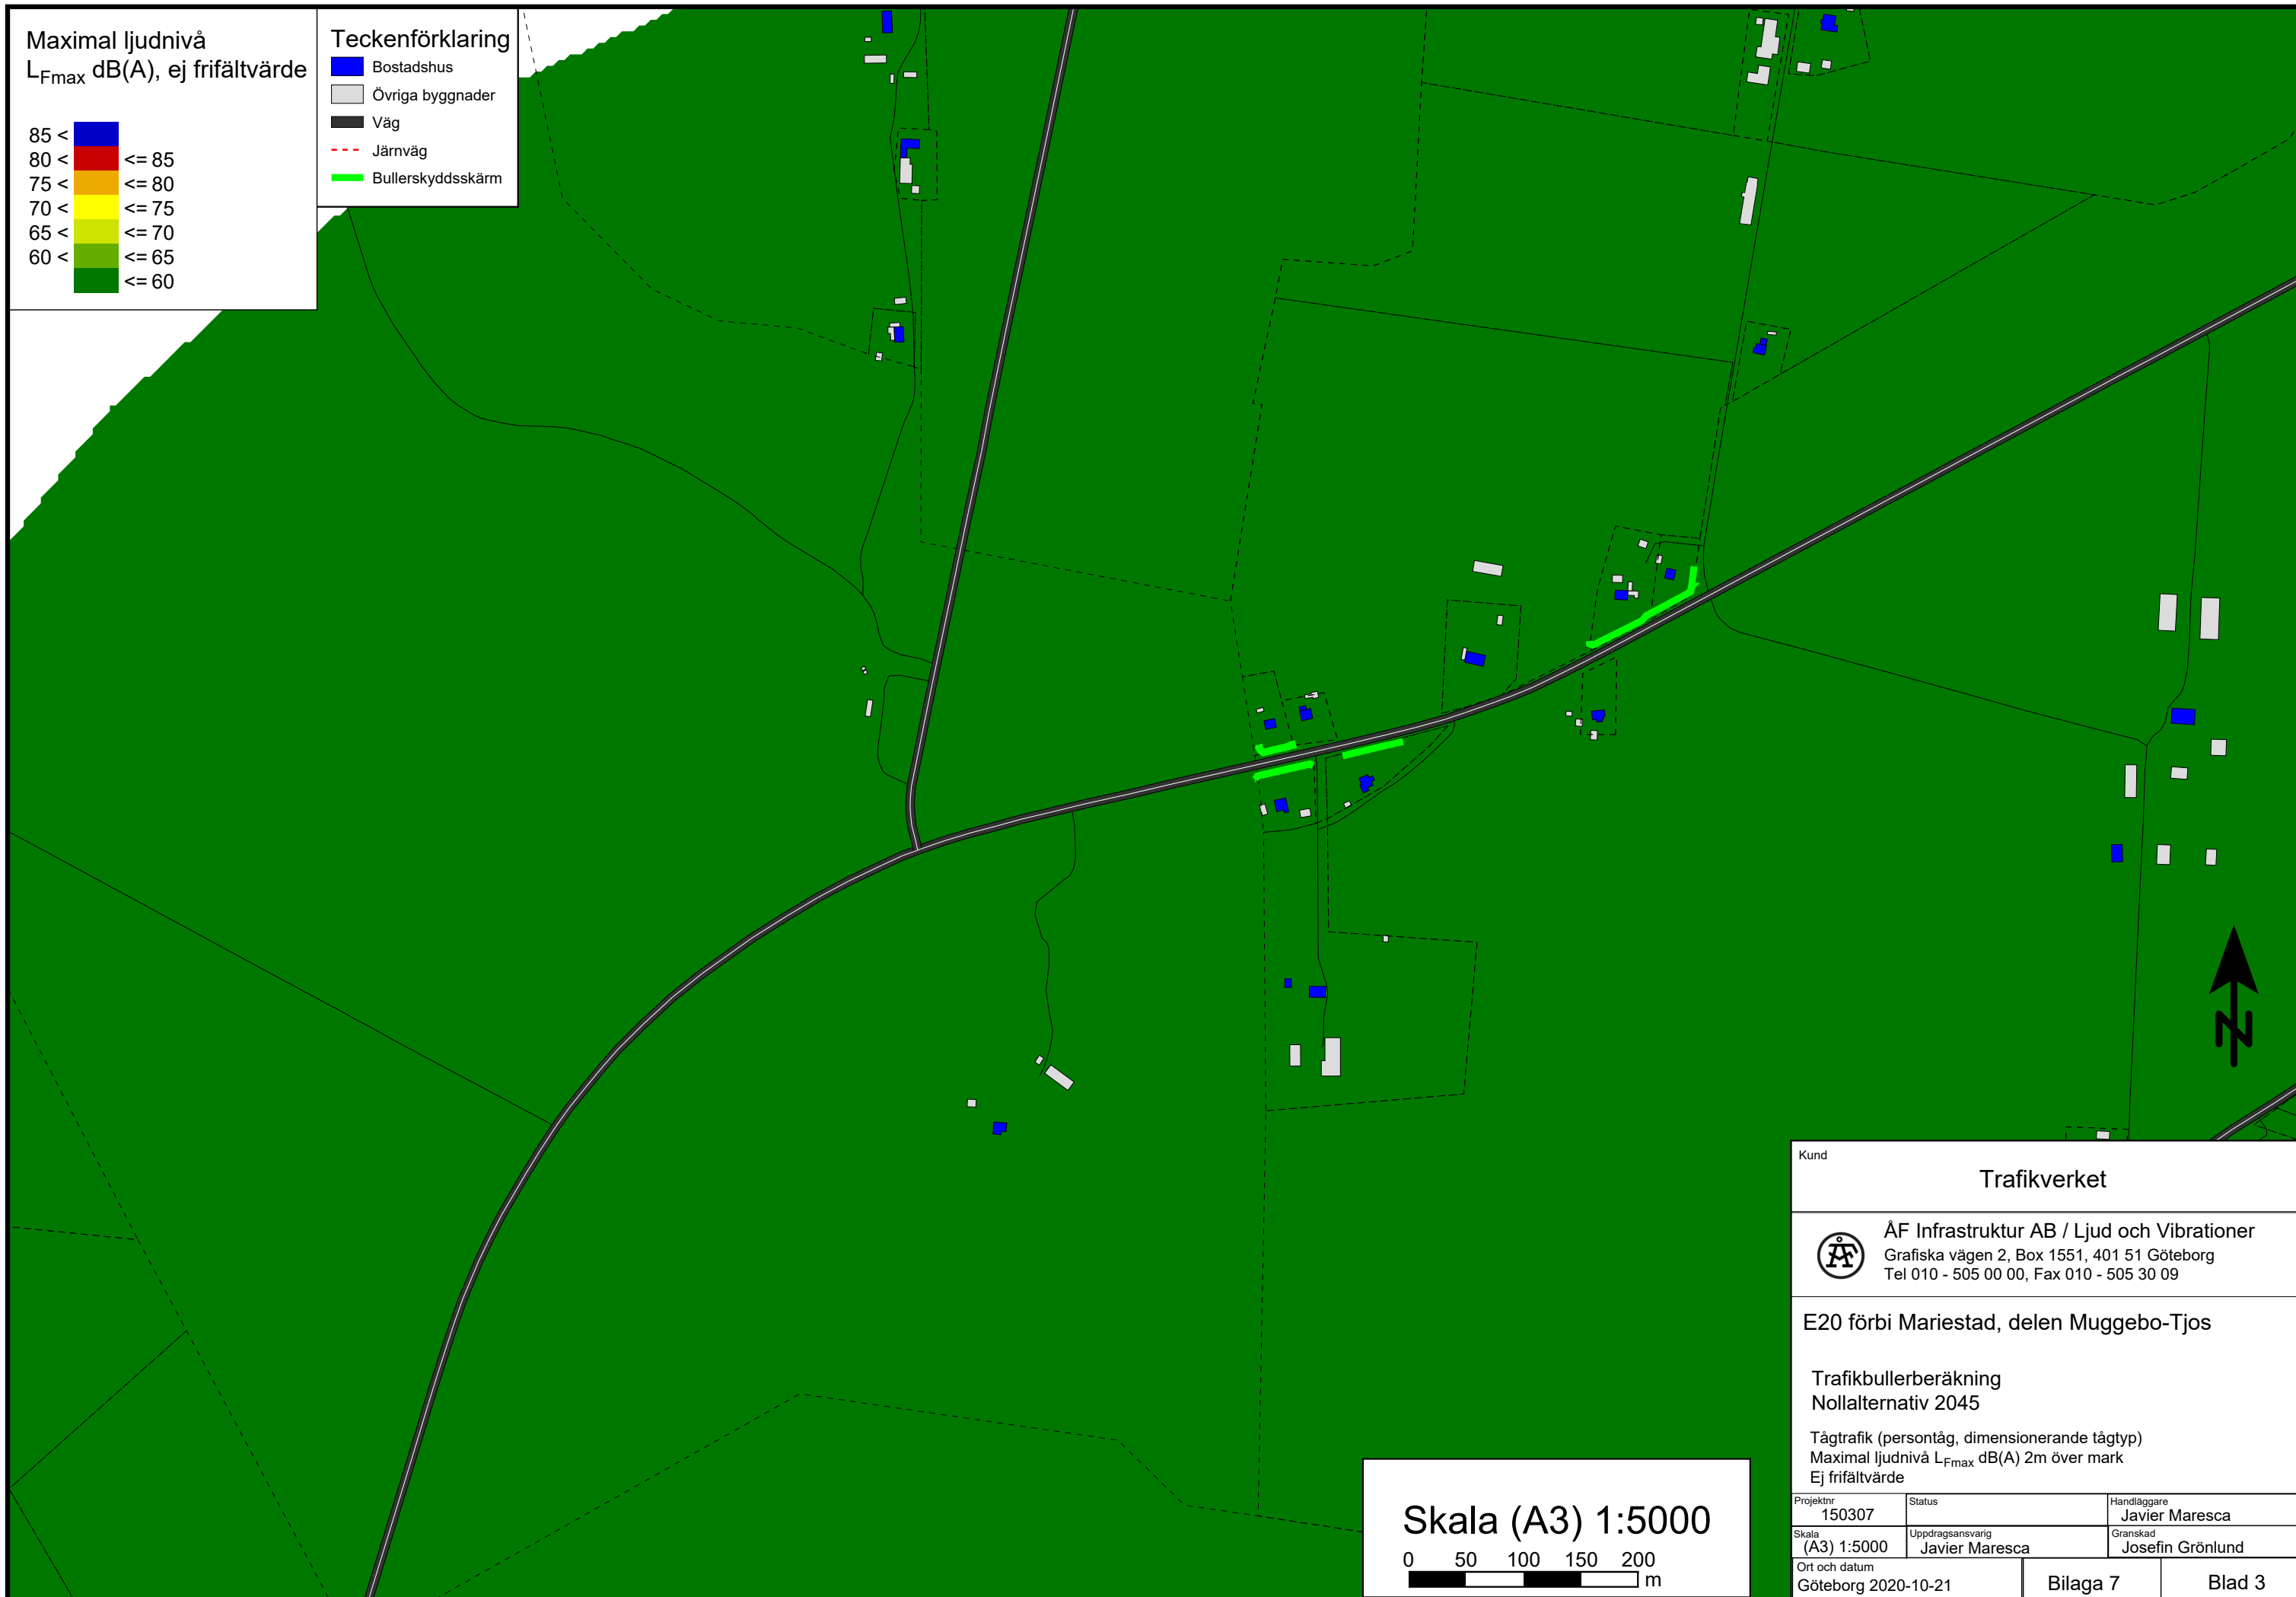 Maximal ljudnivå
LFmax dB(A), ej frifältvärde
85 <
80 < <= 85
75 < <= 80
70 < <= 75
65 < <= 70
60 < <= 65
<= 60
Teckenförklaring
Bostadshus
Övriga byggnader
Väg
Järnväg
Bullerskyddsskärm
N
Skala (A3) 1:5000
0 50 100 150 200
m
Kund
Trafikverket
ÅF
ÅF Infrastruktur AB / Ljud och Vibrationer
Grafiska vägen 2, Box 1551, 401 51 Göteborg
Tel 010 - 505 00 00, Fax 010 - 505 30 09
E20 förbi Mariestad, delen Muggebo-Tjos
Trafikbullerberäkning
Nollalternativ 2045
Tågtrafik (persontåg, dimensionerande tågtyp)
Maximal ljudnivå LFmax dB(A) 2m över mark
Ej frifältvärde
Projektnr Status Handläggare
150307 Javier Maresca
Skala Uppdragsansvarig Granskad
(A3) 1:5000 Javier Maresca Josefin Grönlund
Ort och datum
Göteborg 2020-10-21 Bilaga 7 Blad 3